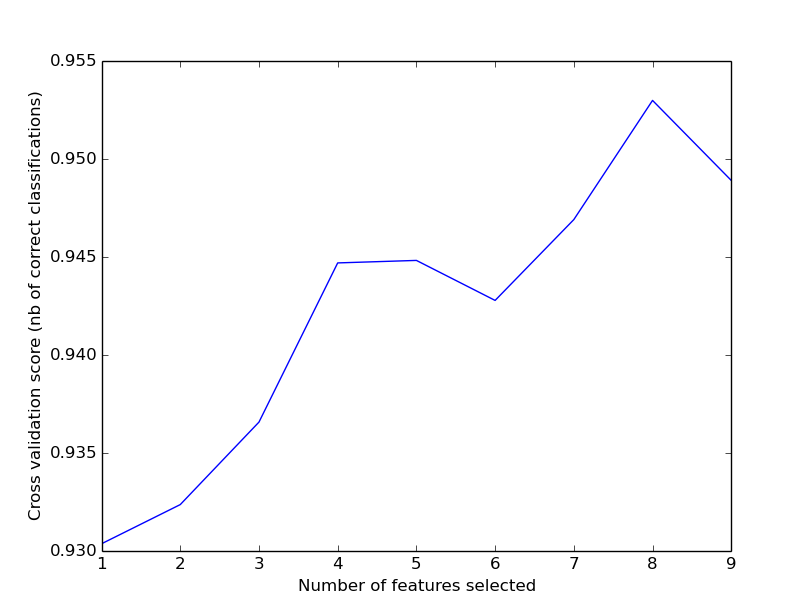 0.955
0.950
0.945
0.940
0.935
0.930
Cross validation score (nb of correct classifications)
1 2 3 4 5 6 7 8 9
Number of features selected